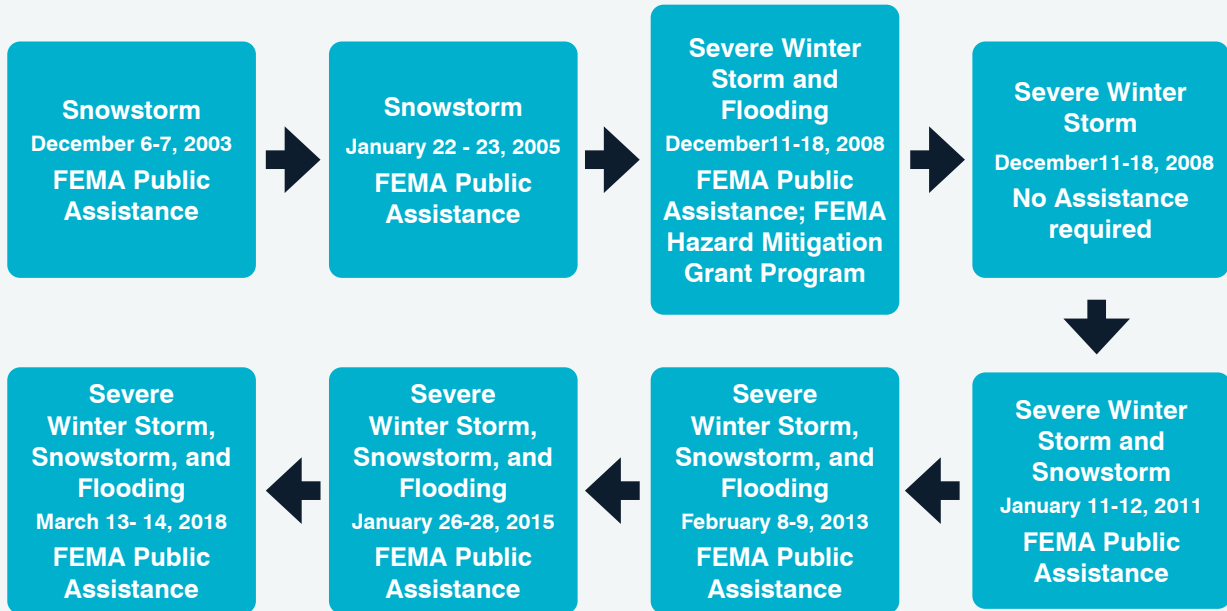 Snowstorm
December 6-7, 2003
FEMA Public
Assistance
Snowstorm
January 22 - 23, 2005
FEMA Public
Assistance
Severe Winter
Storm and
Flooding
December11-18, 2008
FEMA Public
Assistance; FEMA
Hazard Mitigation
Grant Program
Severe Winter
Storm
December11-18, 2008
No Assistance
required
Severe Winter
Storm and
Snowstorm
January 11-12, 2011
FEMA Public
Assistance
Severe
Winter Storm,
Snowstorm, and
Flooding
February 8-9, 2013
FEMA Public
Assistance
Severe
Winter Storm,
Snowstorm, and
Flooding
January 26-28, 2015
FEMA Public
Assistance
Severe
Winter Storm,
Snowstorm, and
Flooding
March 13- 14, 2018
FEMA Public
Assistance